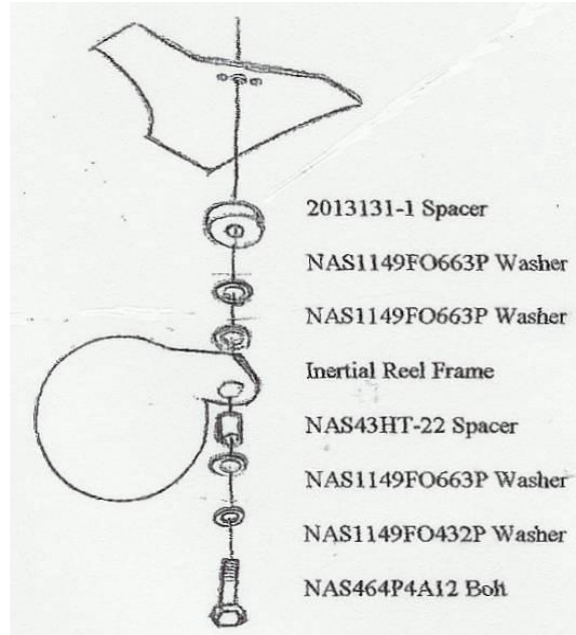 2013131-1 Spacer
NAS1149FO663P Washer
NAS1149FO663P Washer
Inertial Reel Frame
NAS43HT-22 Spacer
NAS1149FO663P Washer
NAS1149FO432P Washer
NAS464P4A12 Bolt